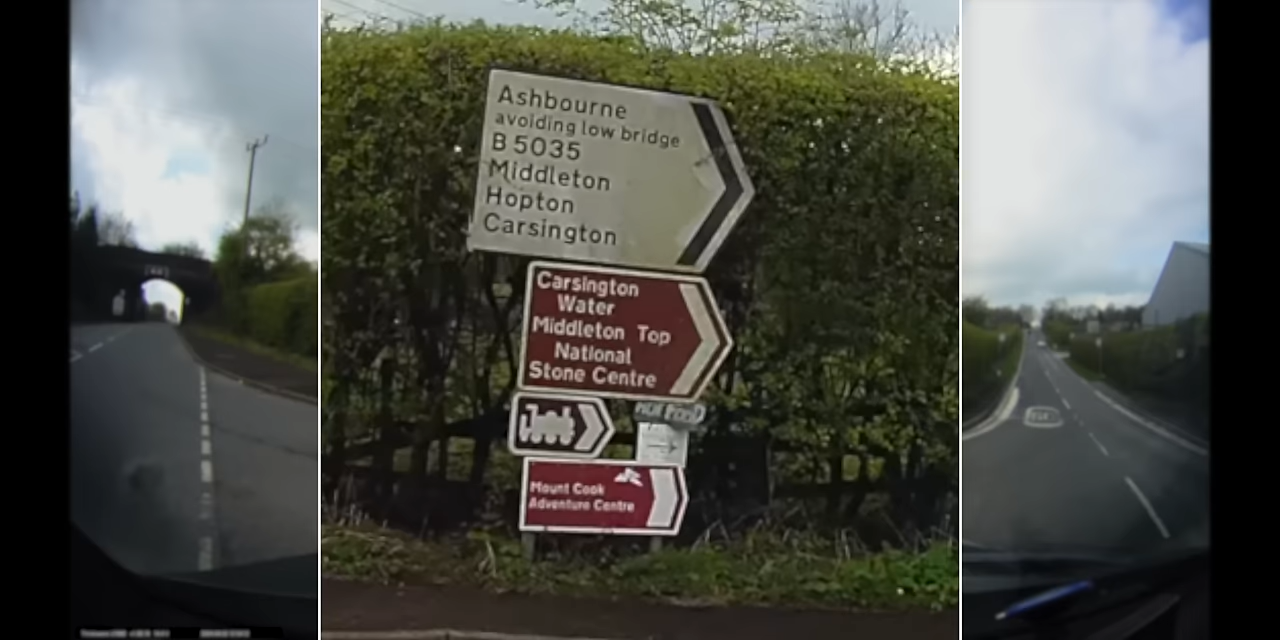 Ashbourne
avoiding low bridge
B 5035
Middleton
Hopton
Carsington
Carsington
Water
Middleton Top
National
Stone Centre
Mount Cook
Adventure Centre